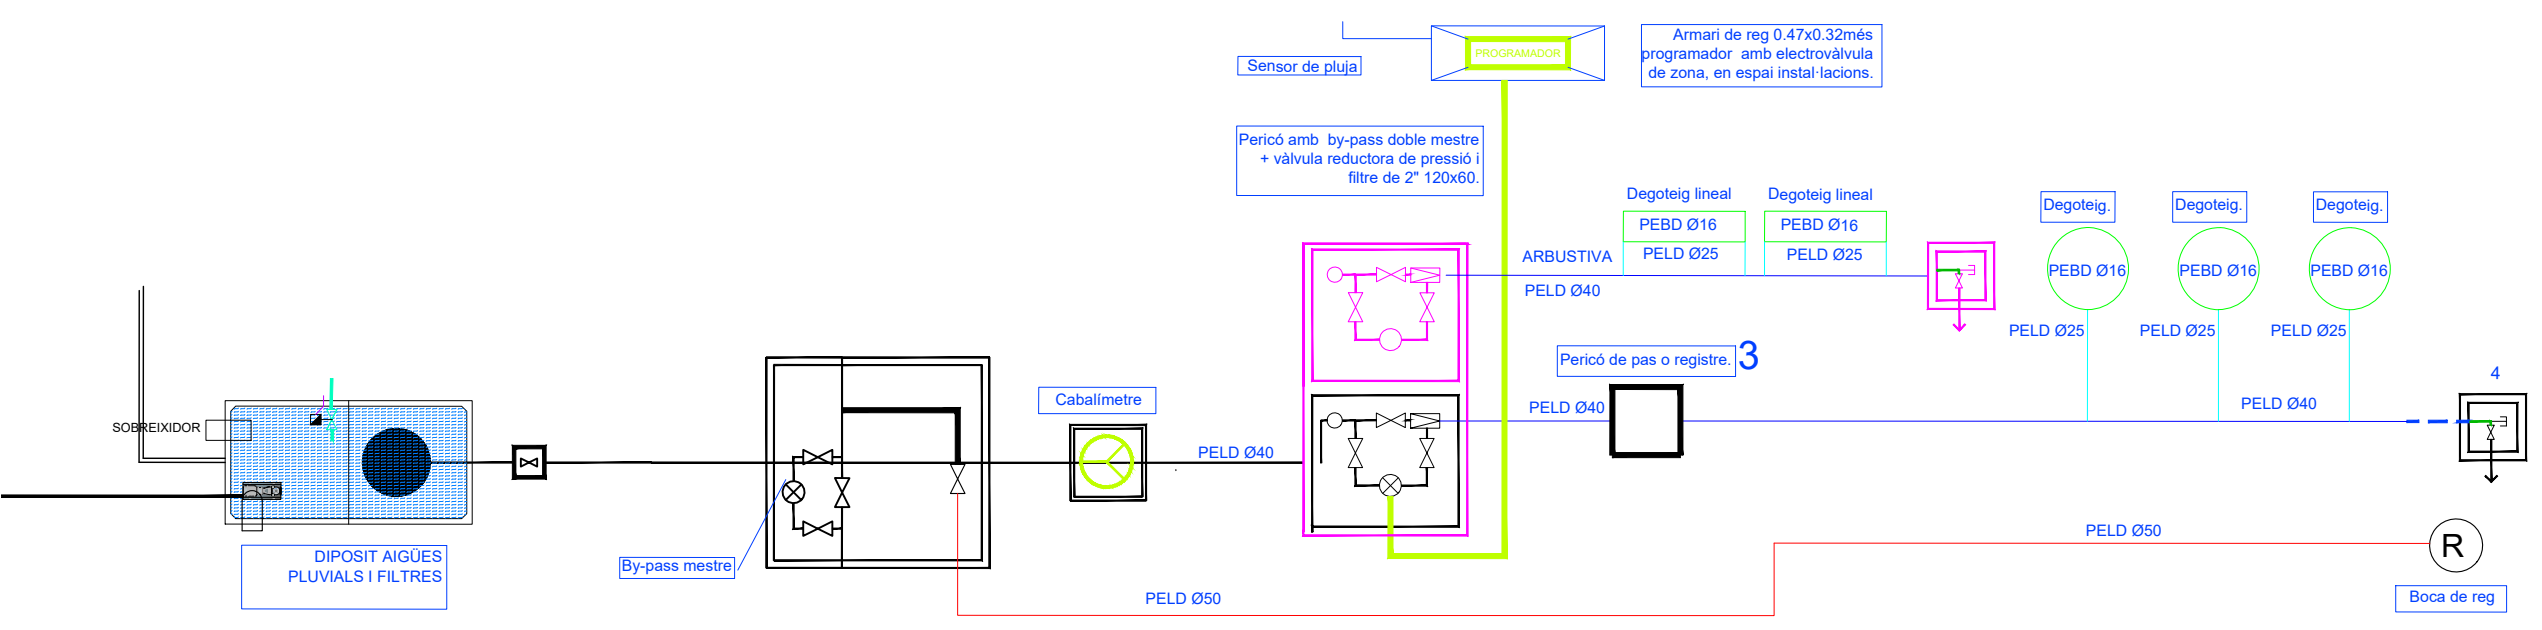 PROGRAMADOR
Sensor de pluja
Armari de reg 0.47x0.32més
programador amb electrovàlvula
de zona, en espai instal·lacions.
Pericó amb by-pass doble mestre
+ vàlvula reductora de pressió i
filtre de 2" 120x60.
Degoteig lineal
Degoteig lineal
PEBD Ø16
PEBD Ø16
ARBUSTIVA
PELD Ø25
PELD Ø25
PELD Ø40
Degoteig.
Degoteig.
Degoteig.
PEBD Ø16
PEBD Ø16
PEBD Ø16
PELD Ø25
PELD Ø25
PELD Ø25
Pericó de pas o registre.
3
4
PELD Ø40
PELD Ø40
Cabalímetre
PELD Ø40
SOBREIXIDOR
DIPOSIT AIGÜES
PLUVIALS I FILTRES
By-pass mestre
PELD Ø50
PELD Ø50
R
Boca de reg